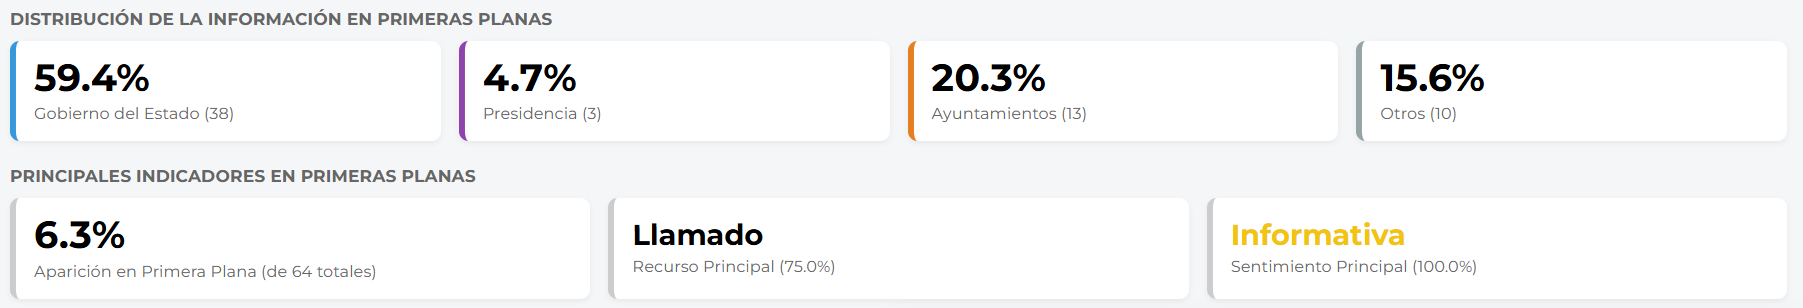 DISTRIBUCIÓN DE LA INFORMACIÓN EN PRIMERAS PLANAS
59.4%
Gobierno del Estado (38)
4.7%
Presidencia (3)
20.3%
Ayuntamientos (13)
15.6%
Otros (10)
PRINCIPALES INDICADORES EN PRIMERAS PLANAS
6.3%
Aparición en Primera Plana (de 64 totales)
Llamado
Recurso Principal (75.0%)
Informativa
Sentimiento Principal (100.0%)